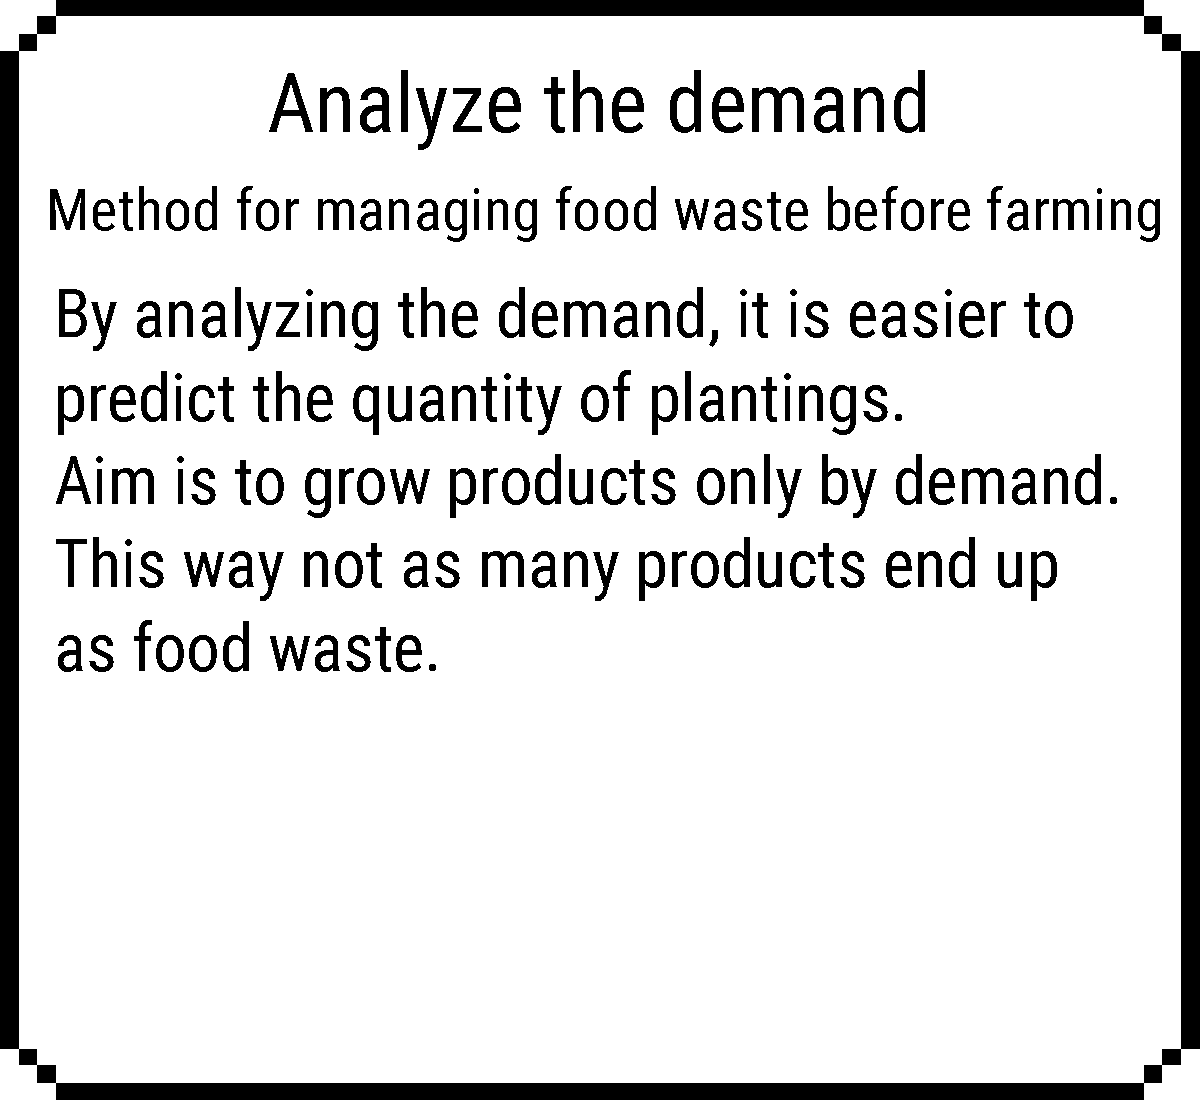 Analyze the demand
Method for managing food waste before farming
By analyzing the demand, it is easier to
predict the quantity of plantings.
Aim is to grow products only by demand.
This way not as many products end up
as food waste.